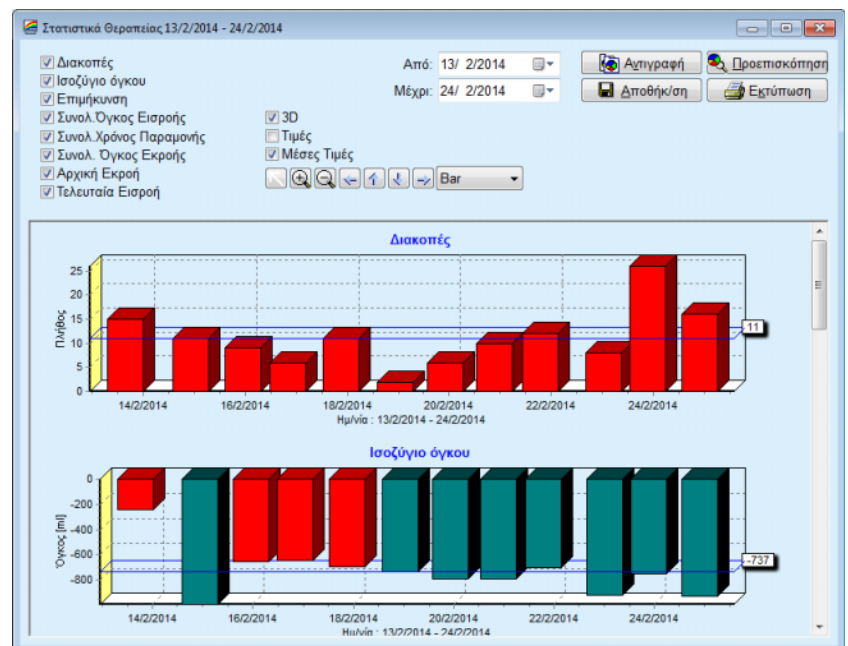 Στατιστικά Θεραπείας 13/2/2014 - 24/2/2014
Διακοπές
Ισοζύγιο όγκου
Επιμήκυνση
Συνολ.Όγκος Εισροής
Συνολ.Χρόνος Παραμονής
Συνολ. Όγκος Εκροής
Αρχική Εκροή
Τελευταία Εισροή
3D
Τιμές
Μέσες Τιμές
Bar
Από: 13/ 2/2014
Μέχρι: 24/ 2/2014
Αντιγραφή
Προεπισκόπηση
Αποθήκ/ση
Εκτύπωση
Διακοπές
Πλήθος
25
20
15
10
5
0
11
14/2/2014 16/2/2014 18/2/2014 20/2/2014 22/2/2014 24/2/2014
Ημ/νία : 13/2/2014 - 24/2/2014
Ισοζύγιο όγκου
Όγκος [ml]
0
-200
-400
-600
-800
-737
14/2/2014 16/2/2014 18/2/2014 20/2/2014 22/2/2014 24/2/2014
Ημ/νία : 13/2/2014 - 24/2/2014